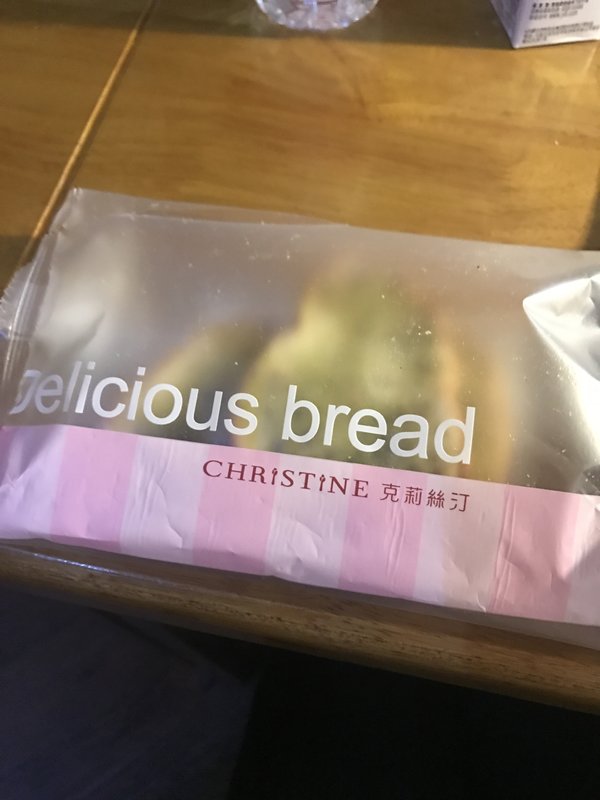 delicious bread
CHRISTINE 克莉絲汀